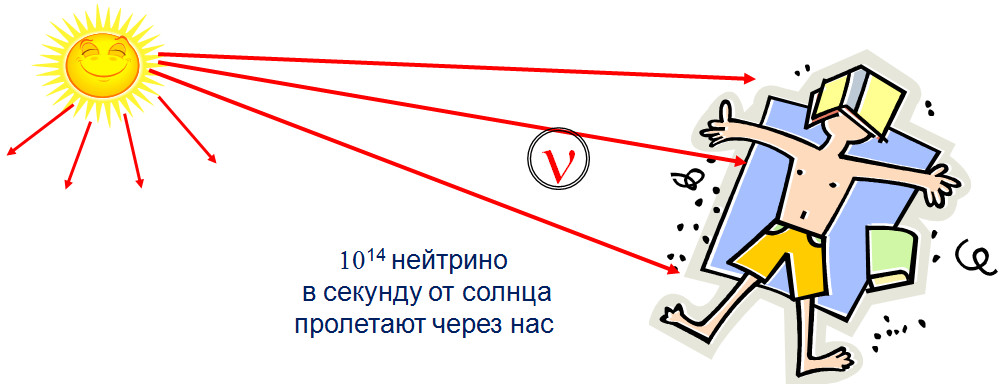 ν
10¹⁴ нейтрино
в секунду от солнца
пролетают через нас